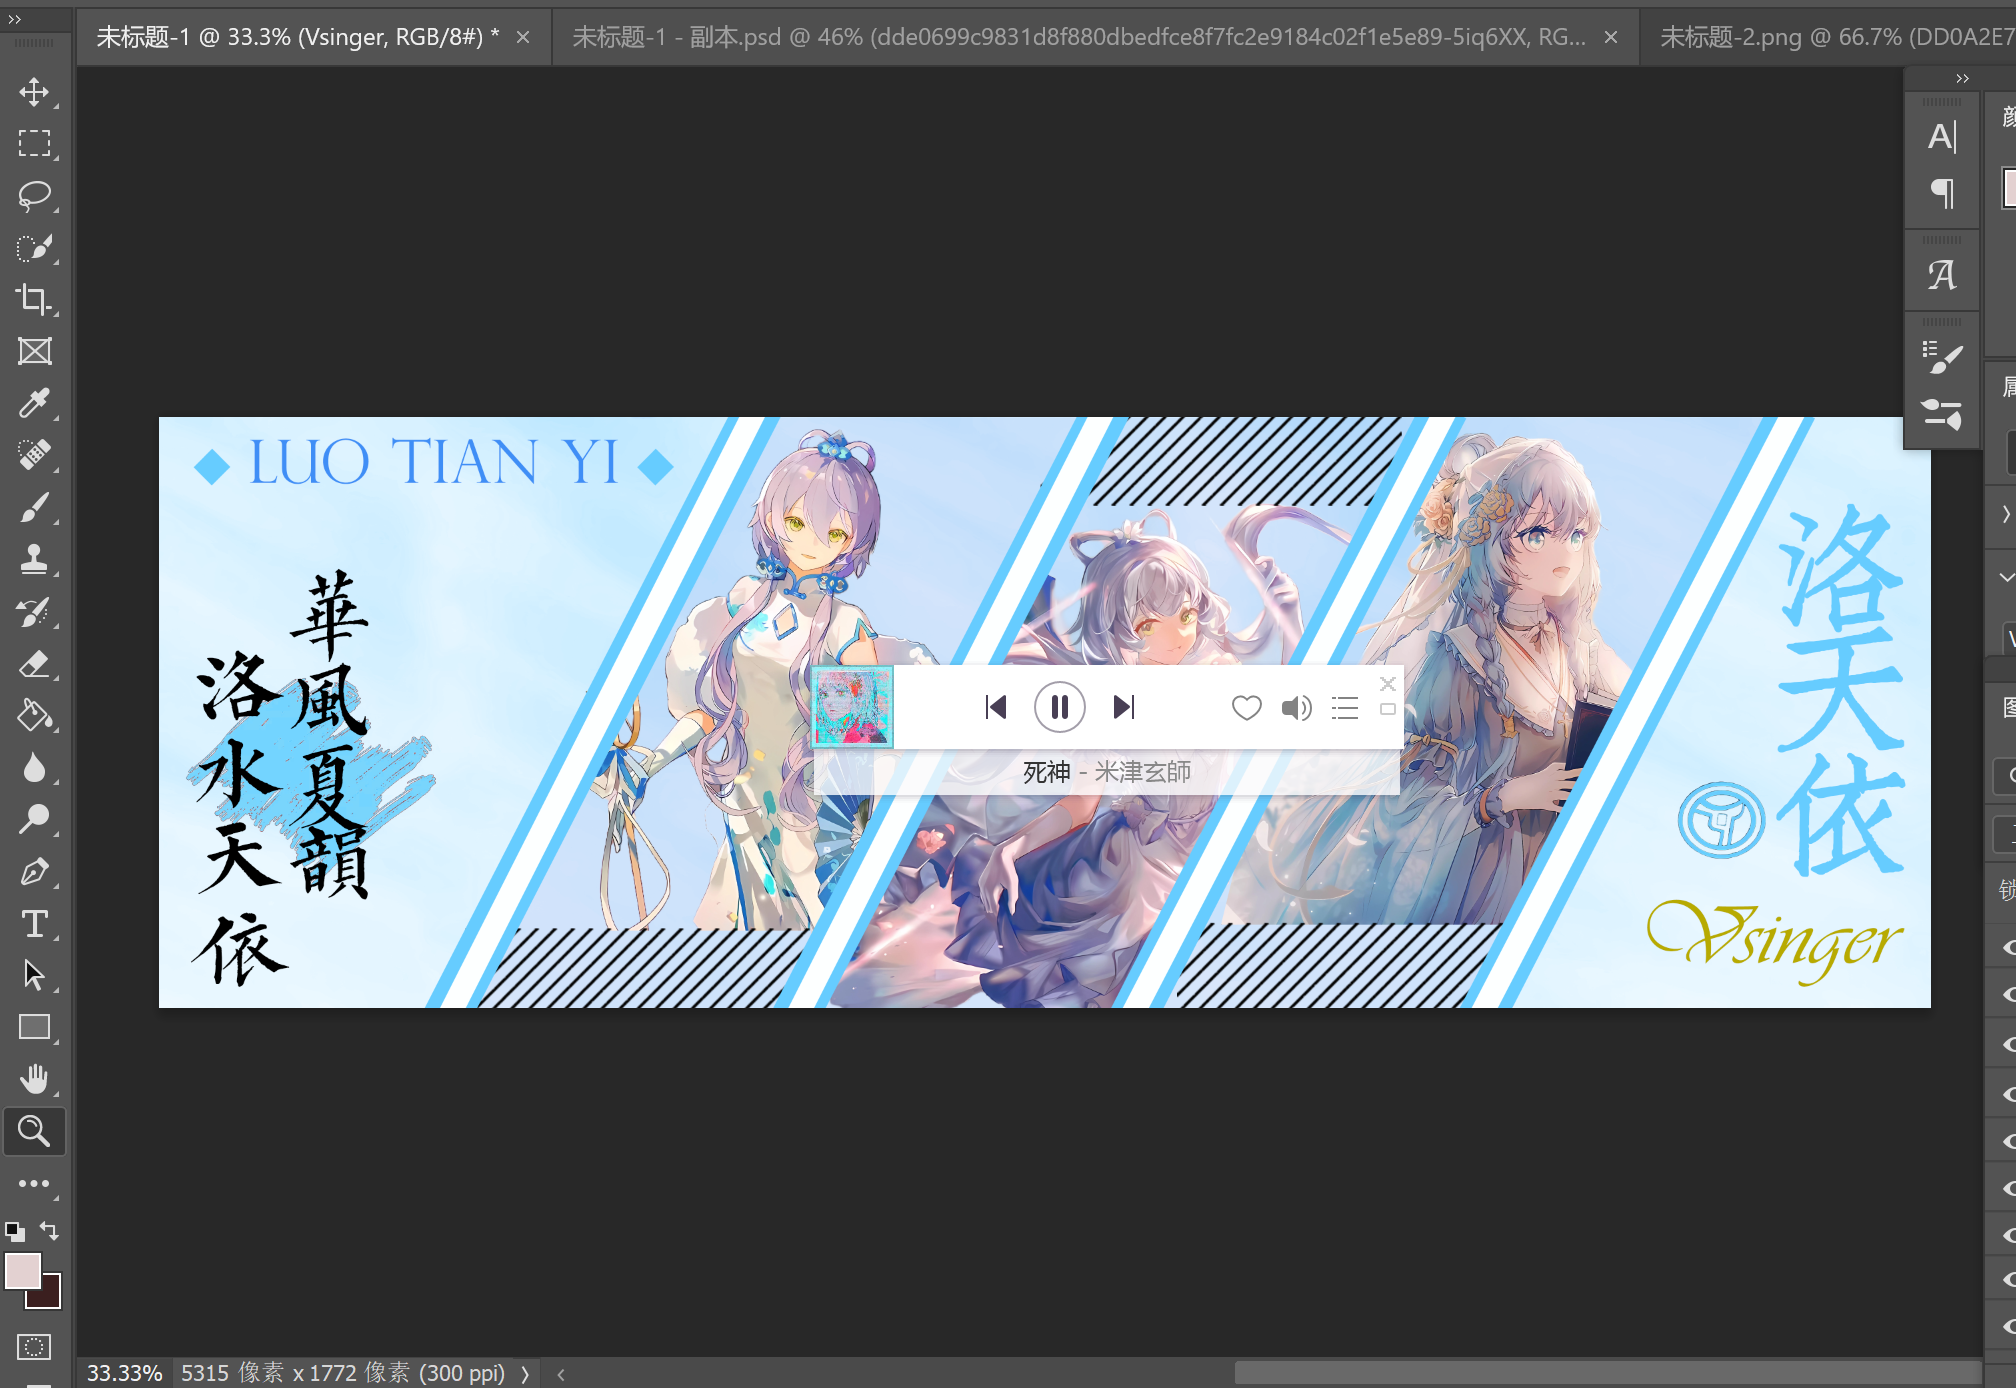 未标题-1 @ 33.3% (Vsinger, RGB/8#) *
未标题-1 - 副本.psd @ 46% (dde0699c9831d8f880dbedfce8f7fc2e9184c02f1e5e89-5iq6XX, RG...
未标题-2.png @ 66.7% (DD0A2E7
LUO TIAN YI
華風夏韻
洛水天依
洛天依
Vsinger
死神 - 米津玄師
33.33%
5315 像素 x 1772 像素 (300 ppi)